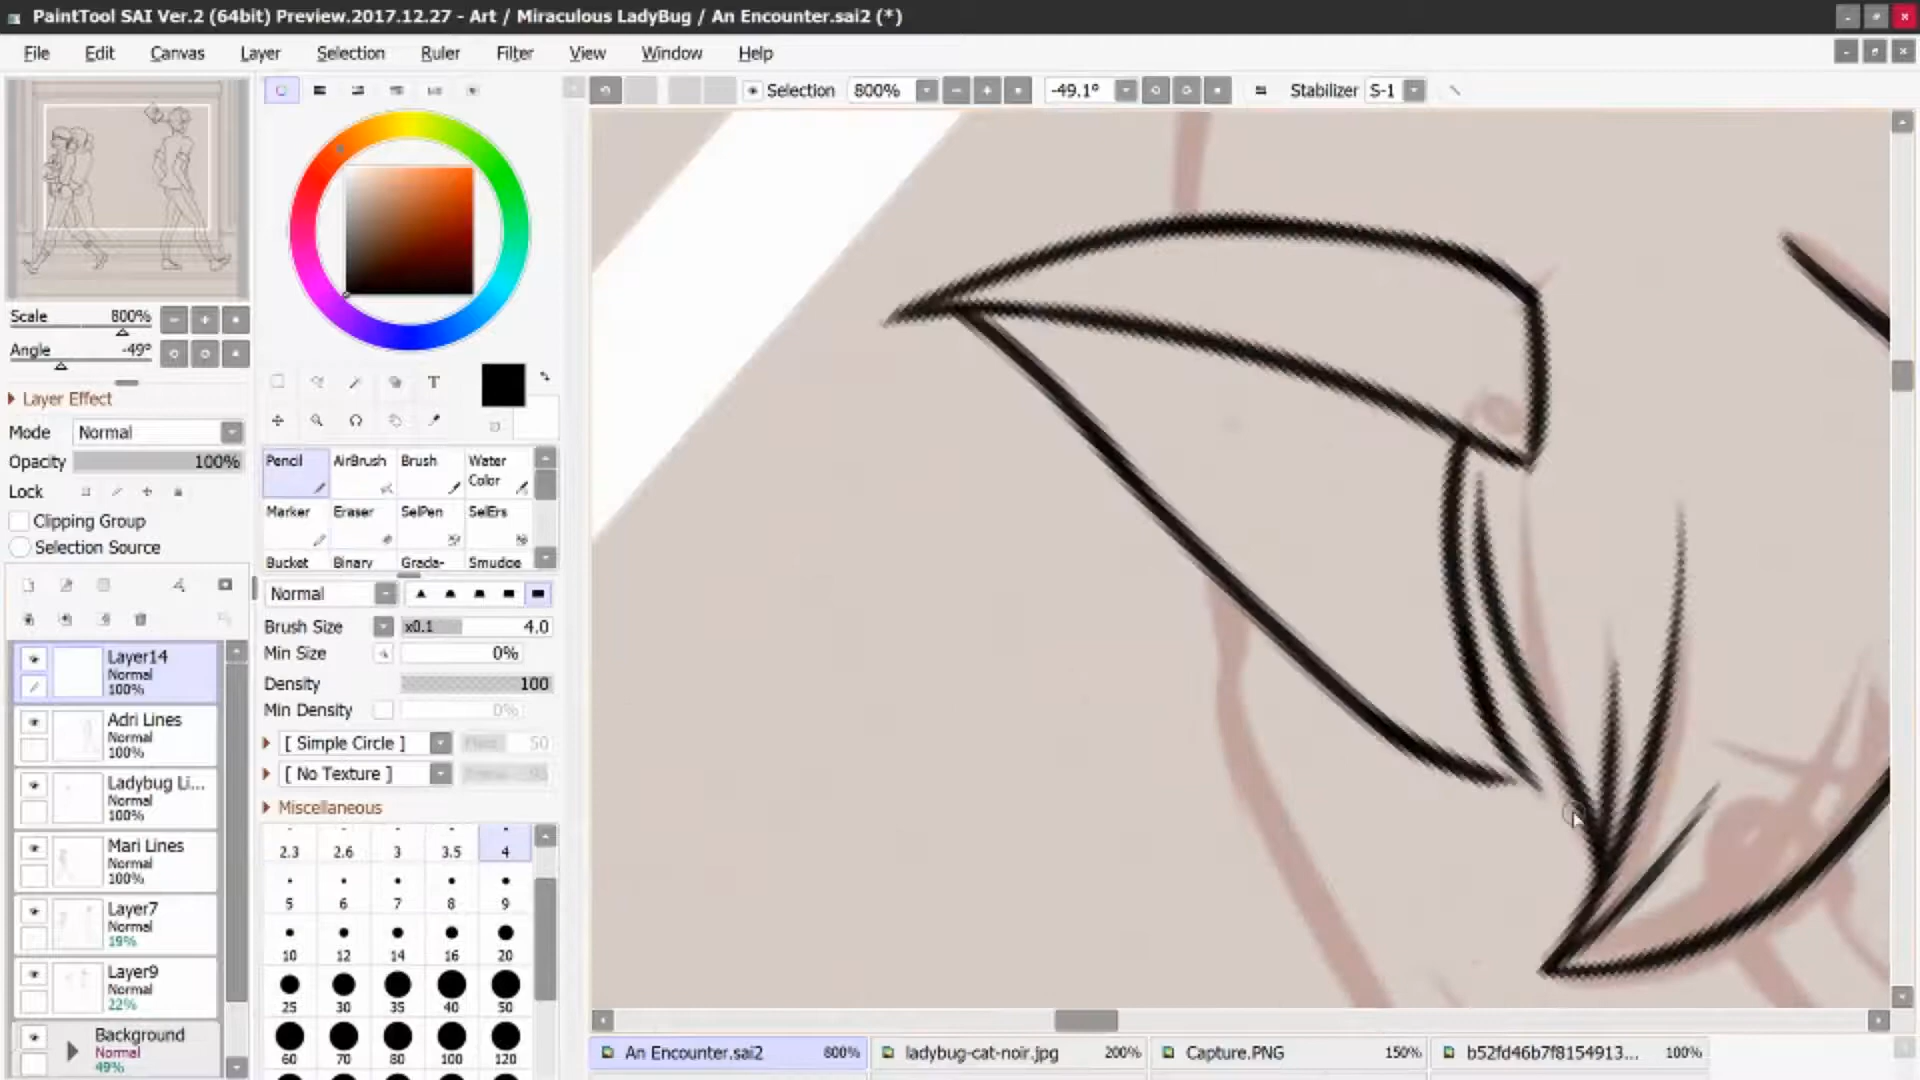 PaintTool SAI Ver.2 (64bit) Preview.2017.12.27 - Art / Miraculous LadyBug / An Encounter.sai2 (*)
File Edit Canvas Layer Selection Ruler Filter View Window Help
Selection 800% -49.1° Stabilizer S-1
Scale 800%
Angle -49°
Layer Effect
Mode Normal
Opacity 100%
Lock
Clipping Group
Selection Source
Layer14
Normal
100%
Adri Lines
Normal
100%
Ladybug Li...
Normal
100%
Mari Lines
Normal
100%
Layer7
Normal
19%
Layer9
Normal
22%
Background
Normal
49%
T
Pencil AirBrush Brush Water Color
Marker Eraser SelPen SelErs
Bucket Binary Grada- Smudge
Normal
Brush Size x0.1 4.0
Min Size 0%
Density 100
Min Density 0%
[ Simple Circle ] 50
[ No Texture ]
Miscellaneous
2.3 2.6 3 3.5 4
5 6 7 8 9
10 12 14 16 20
25 30 35 40 50
60 70 80 100 120
An Encounter.sai2 800% ladybug-cat-noir.jpg 200% Capture.PNG 150% b52fd46b7f8154913... 100%